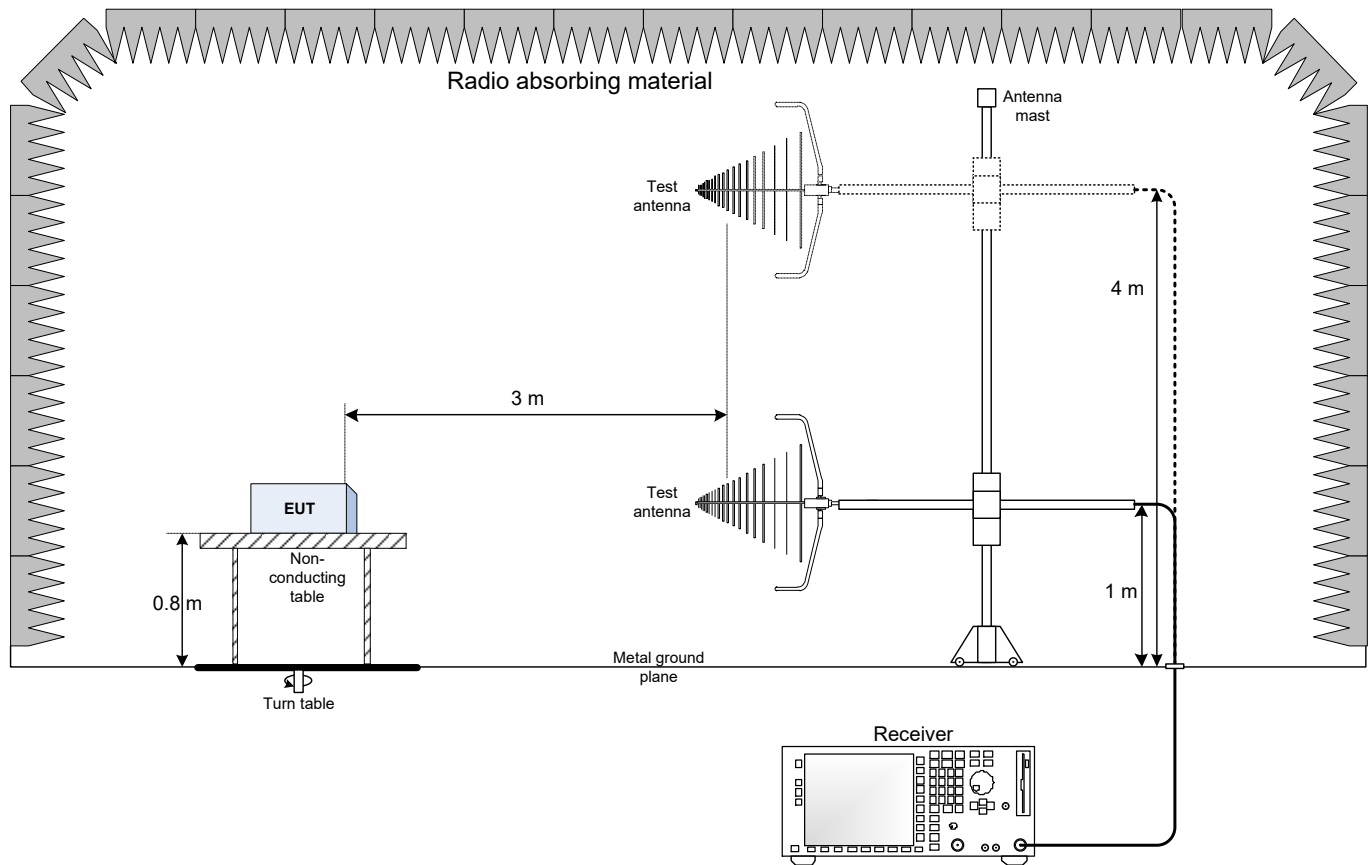 Radio absorbing material
Antenna
mast
Test
antenna
4 m
3 m
Test
antenna
EUT
Non-
conducting
table
0.8 m
1 m
Metal ground
plane
Turn table
Receiver